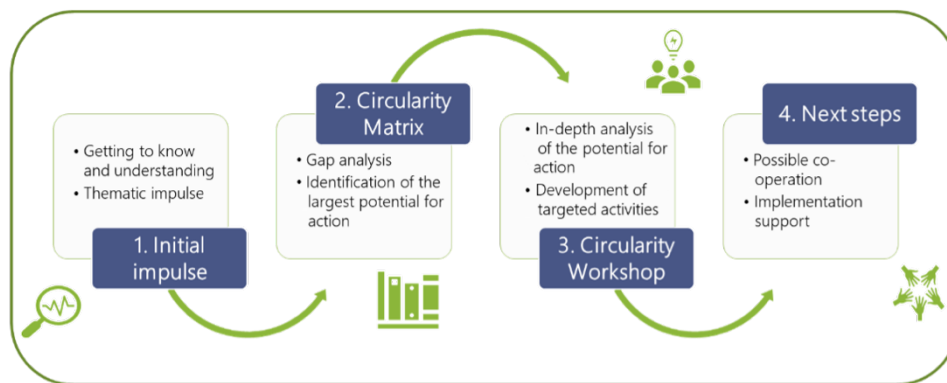 • Getting to know
and understanding
• Thematic impulse
1. Initial
impulse
2. Circularity
Matrix
• Gap analysis
• Identification of the
largest potential for
action
• In-depth analysis
of the potential for
action
• Development of
targeted activities
3. Circularity
Workshop
4. Next steps
• Possible co-
operation
• Implementation
support